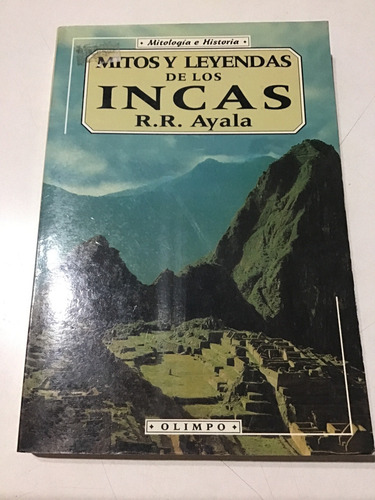 Mitología e Historia
MITOS Y LEYENDAS
DE LOS
INCAS
R.R. Ayala
OLIMPO